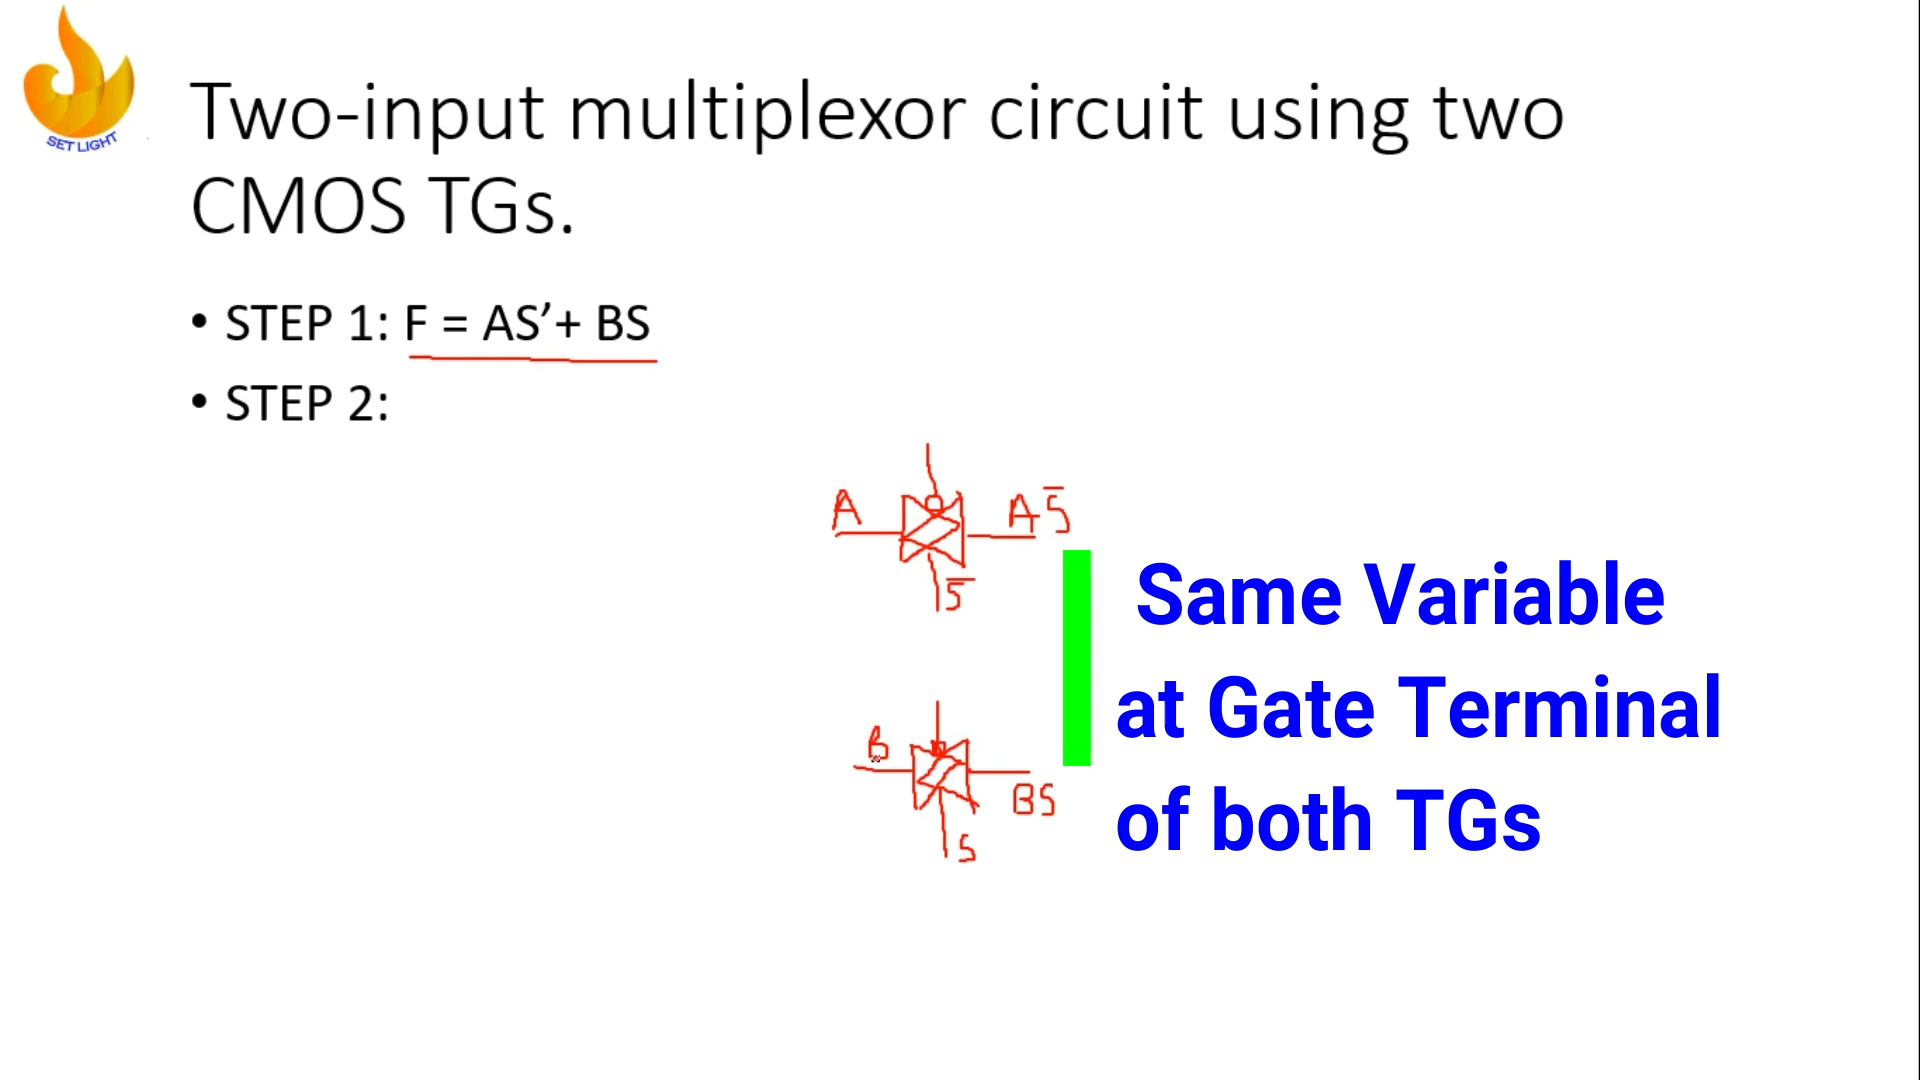 SET LIGHT
Two-input multiplexor circuit using two
CMOS TGs.
• STEP 1: F = AS’+ BS
• STEP 2:
A
AS̅
S̅
Same Variable
at Gate Terminal
of both TGs
B
BS
S